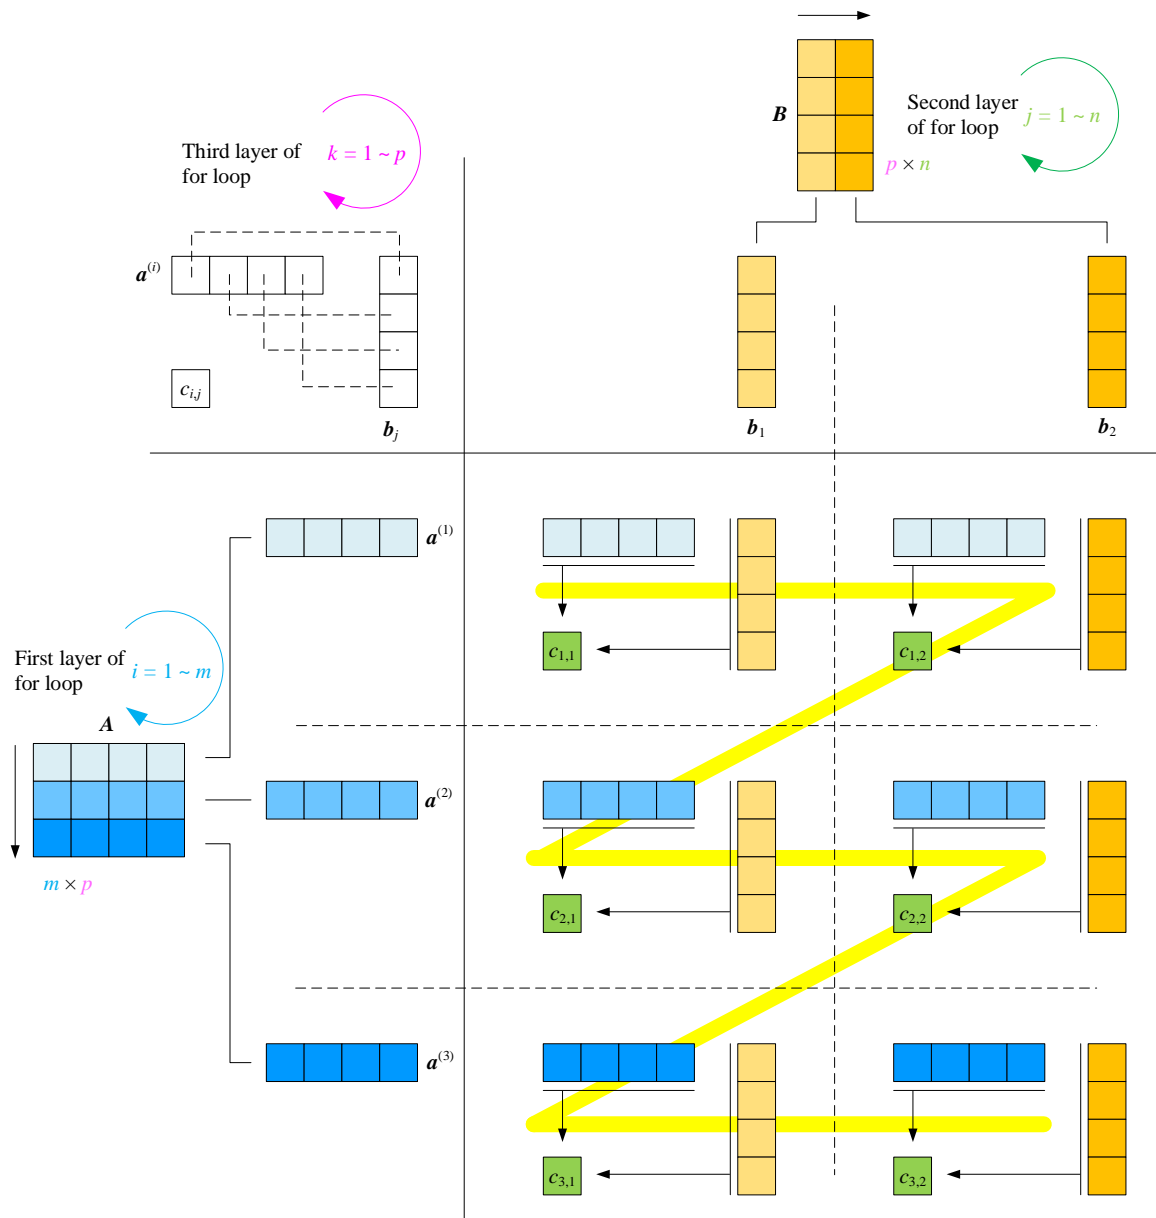 Third layer of
for loop
k = 1 ~ p
B
Second layer
of for loop
j = 1 ~ n
p × n
a⁽ⁱ⁾
c_{i,j}
b_j
b₁
b₂
a⁽¹⁾
c_{1,1}
c_{1,2}
First layer of
for loop
i = 1 ~ m
A
m × p
a⁽²⁾
c_{2,1}
c_{2,2}
a⁽³⁾
c_{3,1}
c_{3,2}